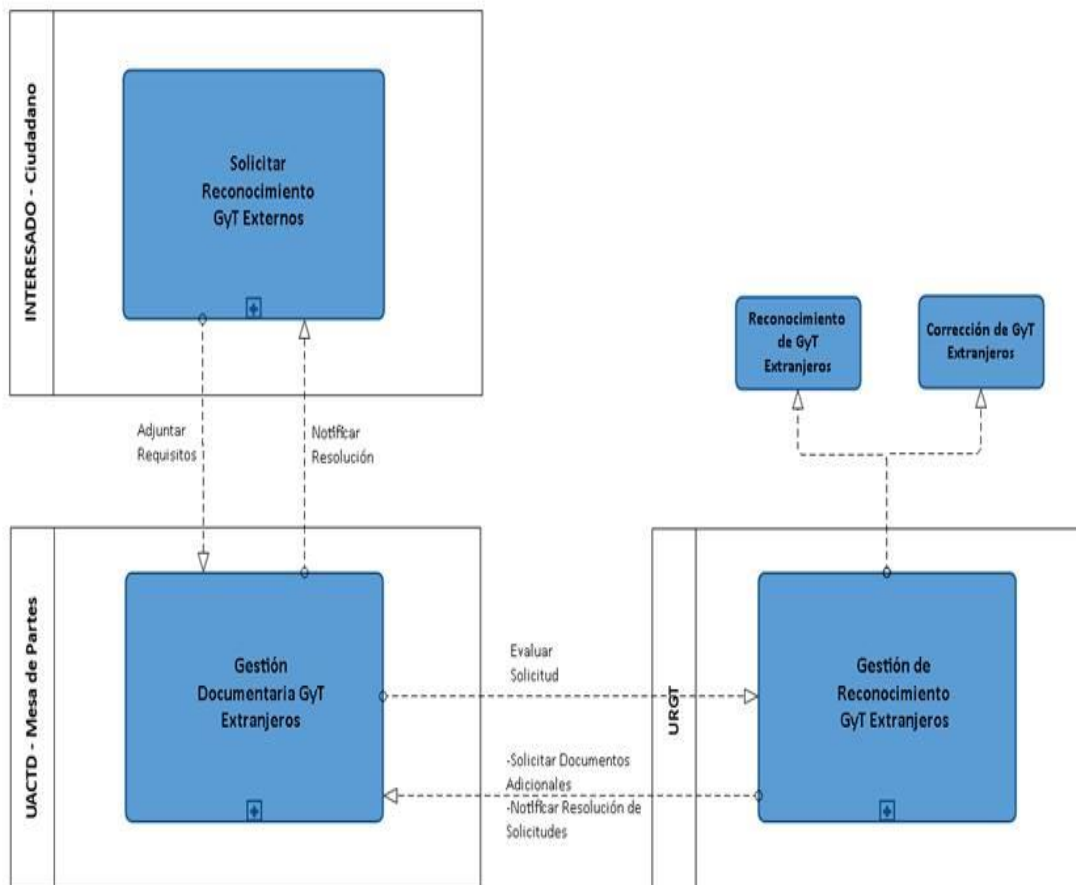 INTERESADO - Ciudadano
Solicitar
Reconocimiento
GyT Externos
Reconocimiento
de GyT
Extranjeros
Corrección de GyT
Extranjeros
Adjuntar
Requisitos
Notificar
Resolución
UACTD - Mesa de Partes
Gestión
Documentaria GyT
Extranjeros
Evaluar
Solicitud
-Solicitar Documentos
Adicionales
-Notificar Resolución de
Solicitudes
URGT
Gestión de
Reconocimiento
GyT Extranjeros